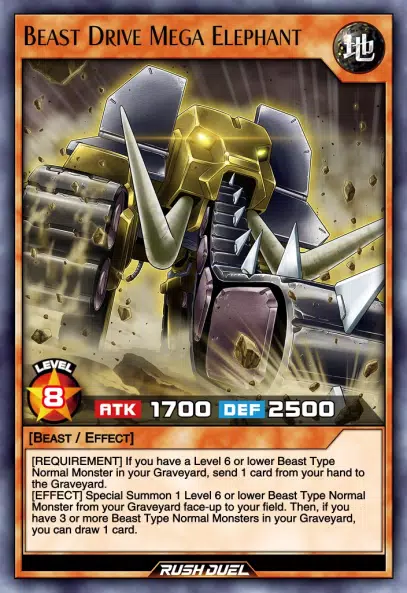 Beast Drive Mega Elephant
地
LEVEL
8
ATK 1700 DEF 2500
[Beast / Effect]
[REQUIREMENT] If you have a Level 6 or lower Beast Type
Normal Monster in your Graveyard, send 1 card from your hand to
the Graveyard.
[EFFECT] Special Summon 1 Level 6 or lower Beast Type Normal
Monster from your Graveyard face-up to your field. Then, if you
have 3 or more Beast Type Normal Monsters in your Graveyard,
you can draw 1 card.
RUSH DUEL